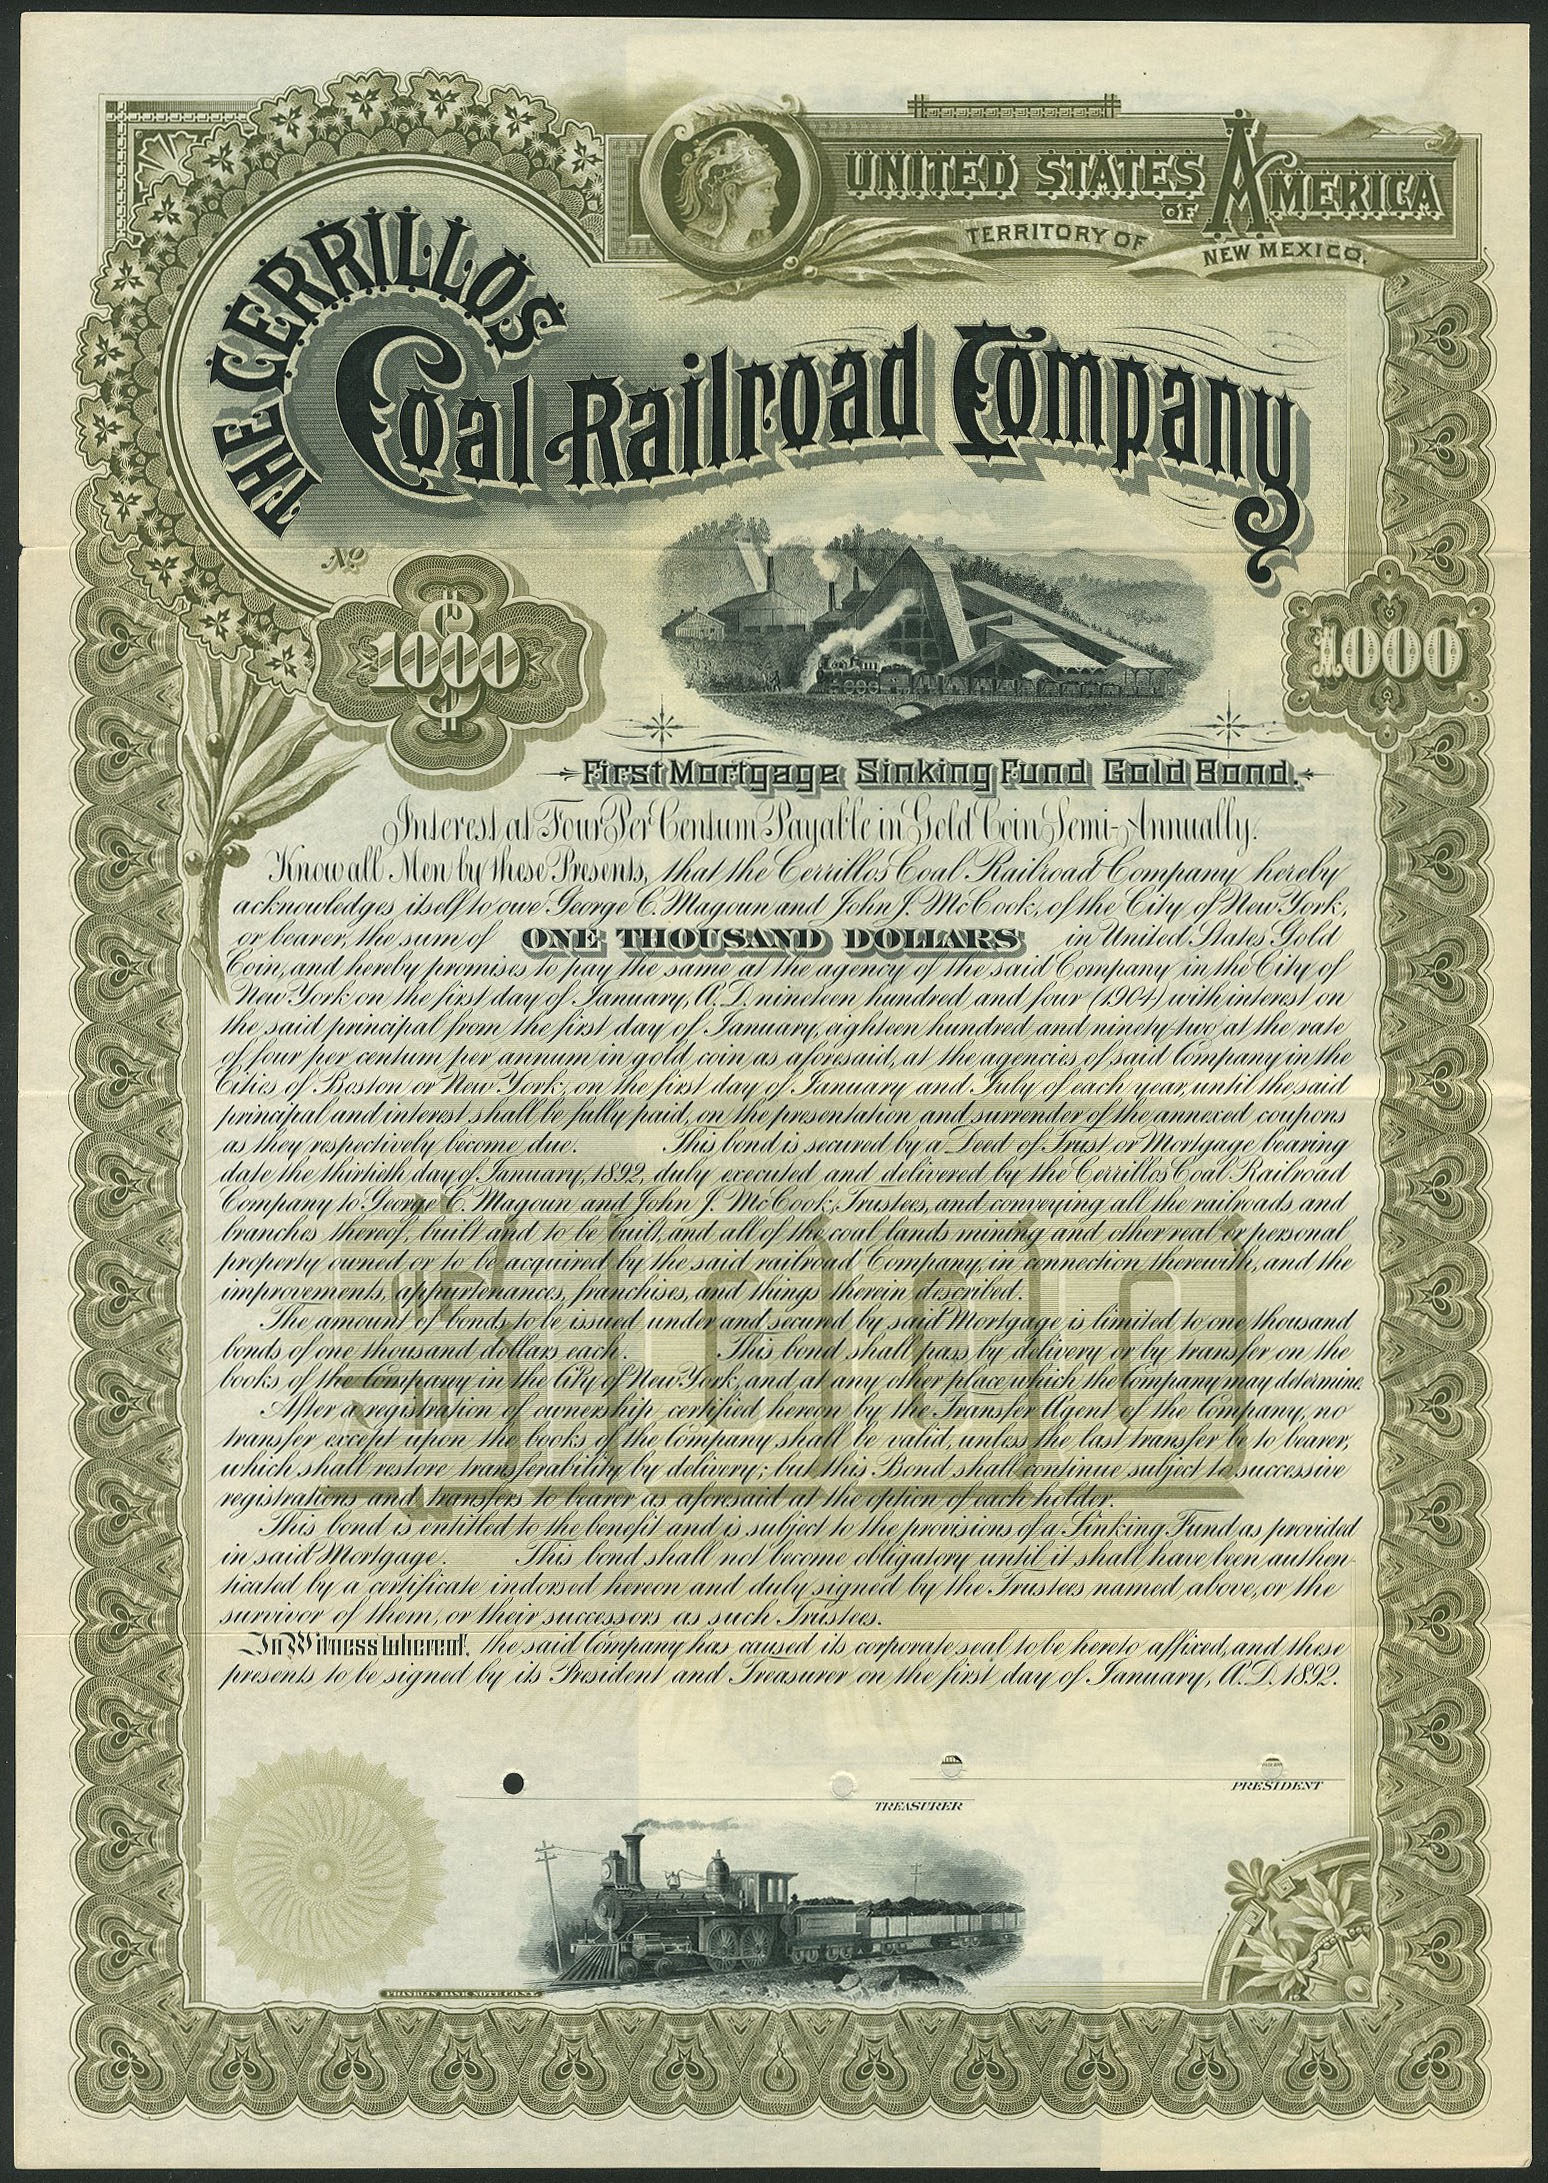 UNITED STATES OF AMERICA
TERRITORY OF NEW MEXICO.
THE CERRILLOS
Coal Railroad Company
No
$1000$
1000
First Mortgage Sinking Fund Gold Bond.
Interest at Four Per Centum Payable in Gold Coin Semi-Annually.
Know all Men by these Presents, that the Cerrillos Coal Railroad Company hereby
acknowledges itself to owe George C. Magoun and John J. McCook, of the City of New York,
or bearer, the sum of ONE THOUSAND DOLLARS in United States Gold
Coin, and hereby promises to pay the same at the agency of the said Company in the City of
New York on the first day of January, A.D. nineteen hundred and four (1904) with interest on
the said principal from the first day of January, eighteen hundred and ninety-two at the rate
of four per centum per annum in gold coin as aforesaid, at the agencies of said Company in the
Cities of Boston or New York, on the first day of January and July of each year, until the said
principal and interest shall be fully paid, on the presentation and surrender of the annexed coupons
as they respectively become due. This bond is secured by a Deed of Trust or Mortgage bearing
date the thirtieth day of January, 1892, duly executed and delivered by the Cerrillos Coal Railroad
Company to George C. Magoun and John J. McCook, Trustees, and conveying all the railroads and
branches thereof, built and to be built, and all of the coal lands mining and other real or personal
property owned or to be acquired by the said railroad Company, in connection therewith, and the
improvements, appurtenances, franchises, and things therein described.
The amount of bonds to be issued under and secured by said Mortgage is limited to one thousand
bonds of one thousand dollars each. This bond shall pass by delivery or by transfer on the
books of the Company in the City of New York, and at any other place which the Company may determine.
After a registration of ownership, certified hereon by the Transfer Agent of the Company, no
transfer except upon the books of the Company shall be valid, unless the last transfer be to bearer,
which shall restore transferability by delivery; but this Bond shall continue subject to successive
registrations and transfers to bearer as aforesaid at the option of each holder.
This bond is entitled to the benefit and is subject to the provisions of a Sinking Fund, as provided
in said Mortgage. This bond shall not become obligatory until it shall have been authen-
ticated by a certificate indorsed hereon and duly signed by the Trustees named above, or the
survivor of them, or their successors as such Trustees.
In Witness Whereof, the said Company has caused its corporate seal to be hereto affixed, and these
presents to be signed by its President and Treasurer on the first day of January, A.D. 1892.
$1000
PRESIDENT
TREASURER
FRANKLIN BANK NOTE CO. N.Y.